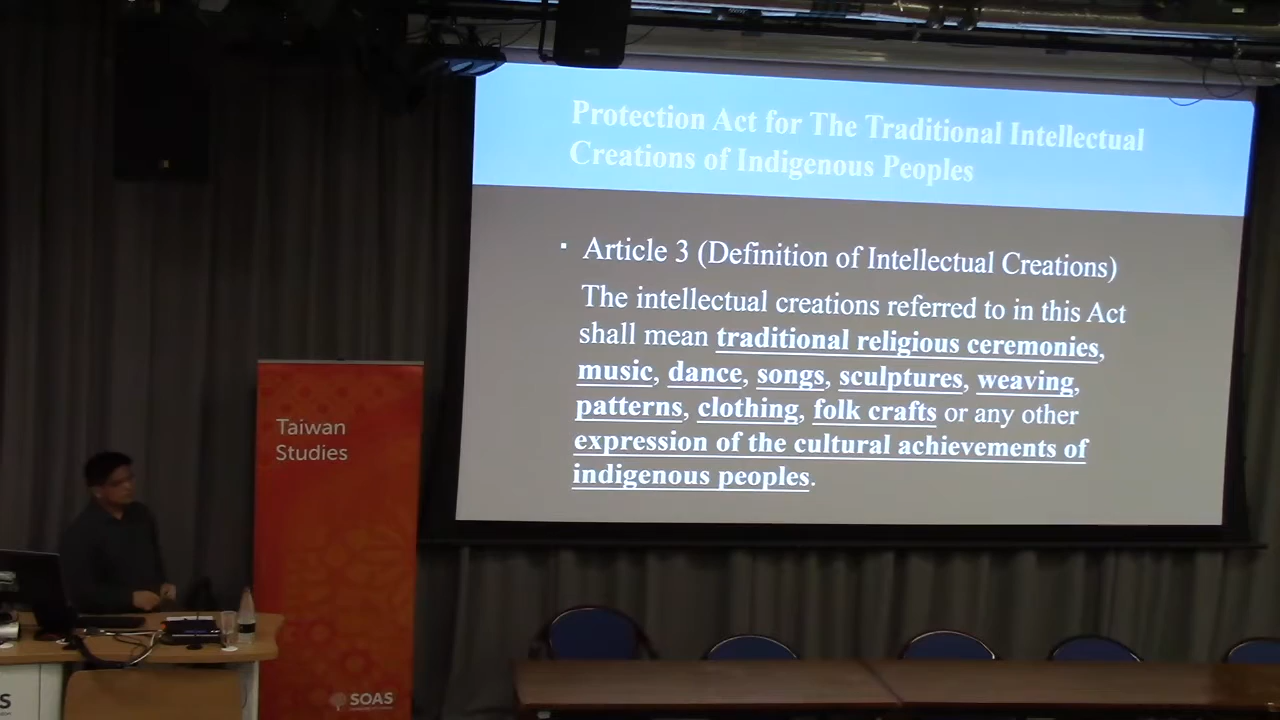 Protection Act for The Traditional Intellectual
Creations of Indigenous Peoples
▪ Article 3 (Definition of Intellectual Creations)
The intellectual creations referred to in this Act
shall mean traditional religious ceremonies,
music, dance, songs, sculptures, weaving,
patterns, clothing, folk crafts or any other
expression of the cultural achievements of
indigenous peoples.
Taiwan
Studies
SOAS
S